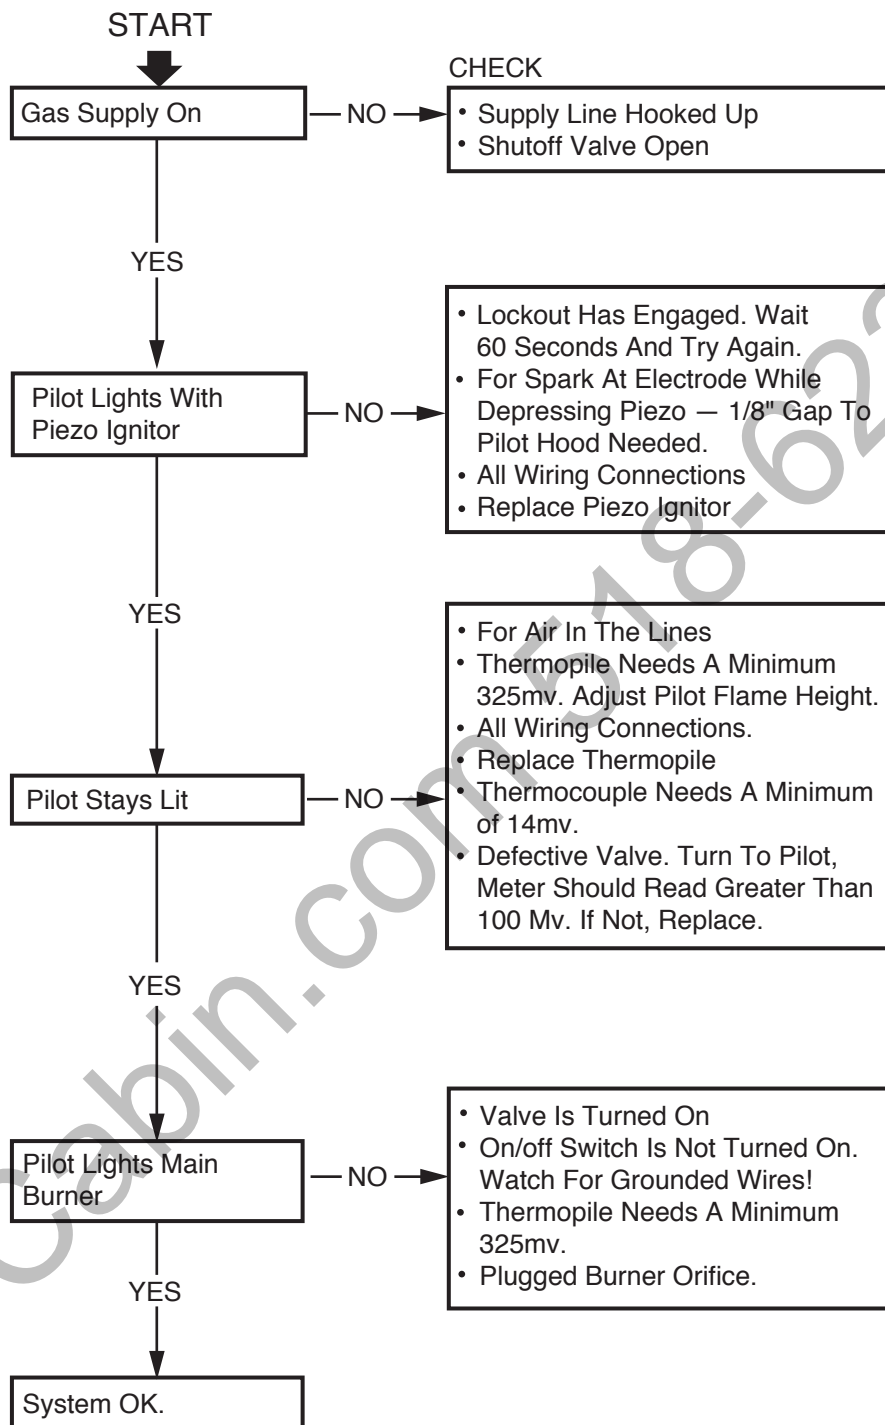 START
CHECK
Gas Supply On
NO
• Supply Line Hooked Up
• Shutoff Valve Open
YES
Pilot Lights With
Piezo Ignitor
NO
• Lockout Has Engaged. Wait
60 Seconds And Try Again.
• For Spark At Electrode While
Depressing Piezo — 1/8" Gap To
Pilot Hood Needed.
• All Wiring Connections
• Replace Piezo Ignitor
YES
Pilot Stays Lit
NO
• For Air In The Lines
• Thermopile Needs A Minimum
325mv. Adjust Pilot Flame Height.
• All Wiring Connections.
• Replace Thermopile
• Thermocouple Needs A Minimum
of 14mv.
• Defective Valve. Turn To Pilot,
Meter Should Read Greater Than
100 Mv. If Not, Replace.
YES
Pilot Lights Main
Burner
NO
• Valve Is Turned On
• On/off Switch Is Not Turned On.
Watch For Grounded Wires!
• Thermopile Needs A Minimum
325mv.
• Plugged Burner Orifice.
YES
System OK.
Cabin.com 518-62